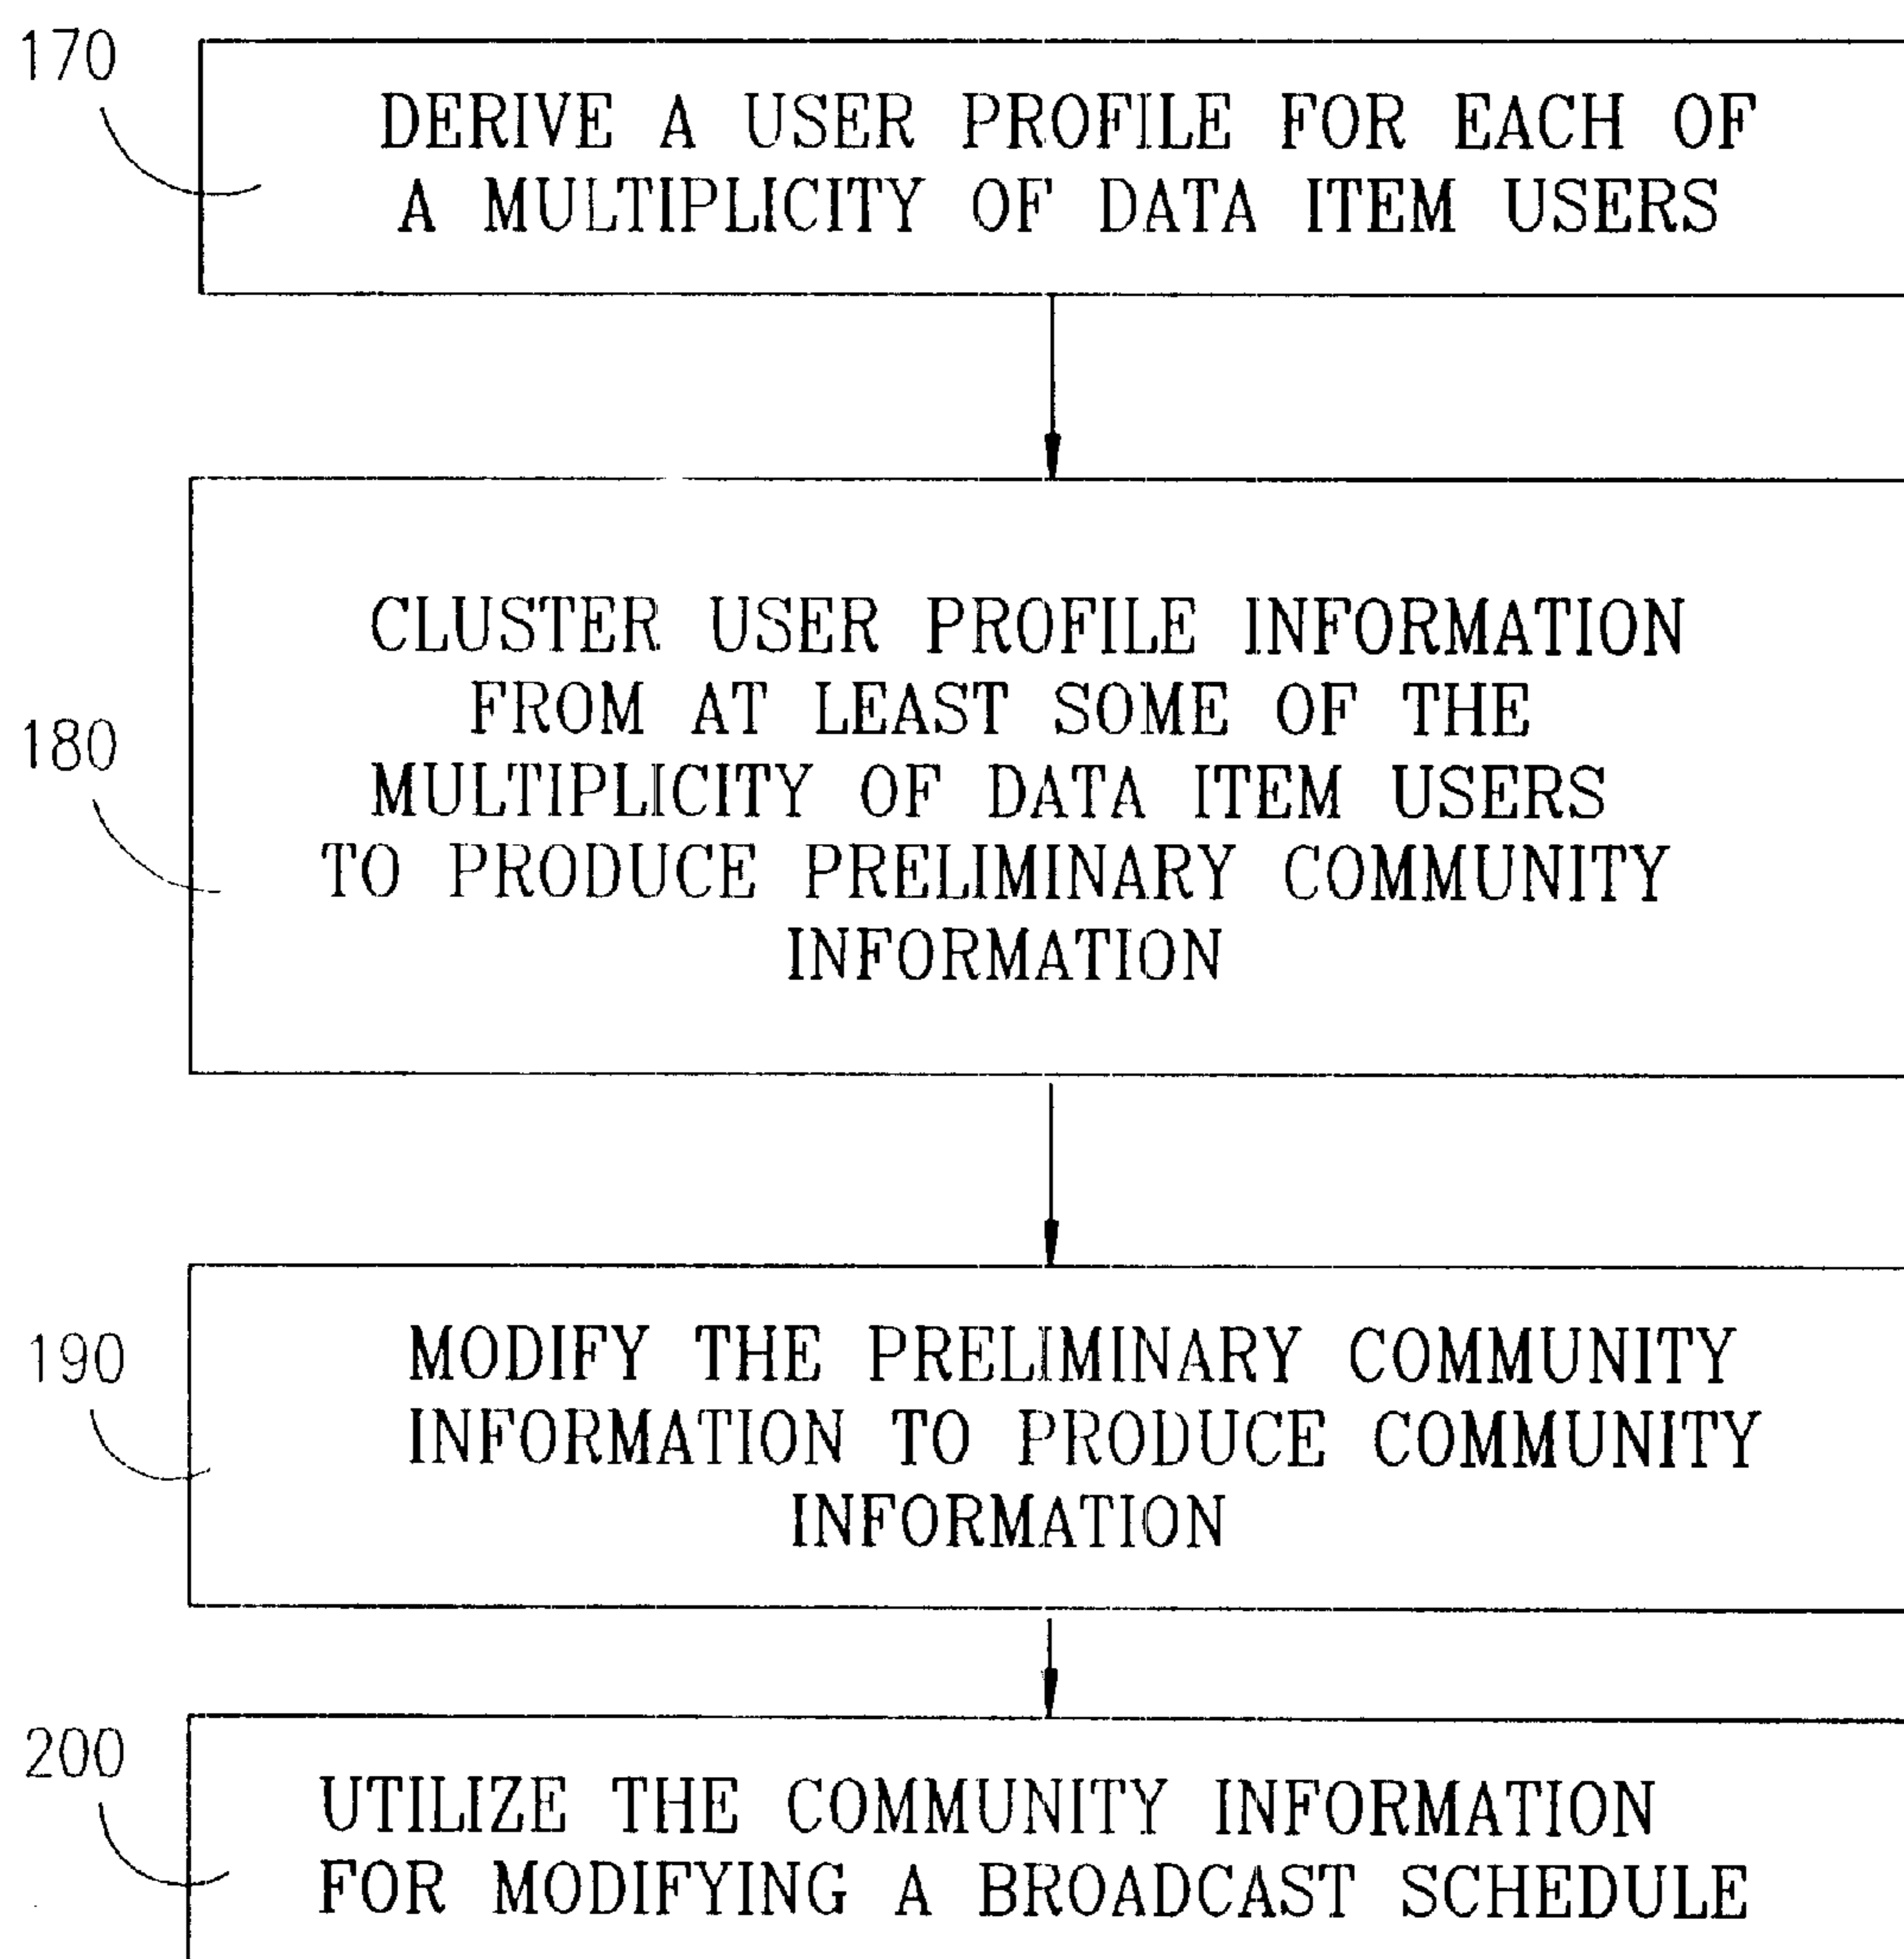 170
DERIVE A USER PROFILE FOR EACH OF
A MULTIPLICITY OF DATA ITEM USERS
180
CLUSTER USER PROFILE INFORMATION
FROM AT LEAST SOME OF THE
MULTIPLICITY OF DATA ITEM USERS
TO PRODUCE PRELIMINARY COMMUNITY
INFORMATION
190
MODIFY THE PRELIMINARY COMMUNITY
INFORMATION TO PRODUCE COMMUNITY
INFORMATION
200
UTILIZE THE COMMUNITY INFORMATION
FOR MODIFYING A BROADCAST SCHEDULE